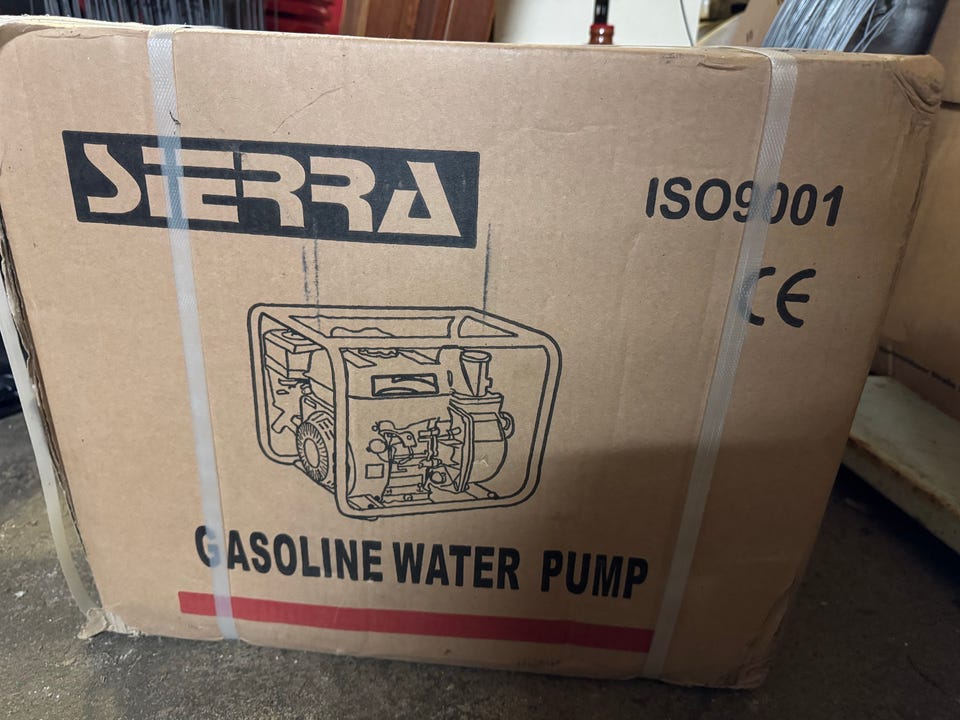 SIERRA
ISO9001
CE
GASOLINE WATER PUMP